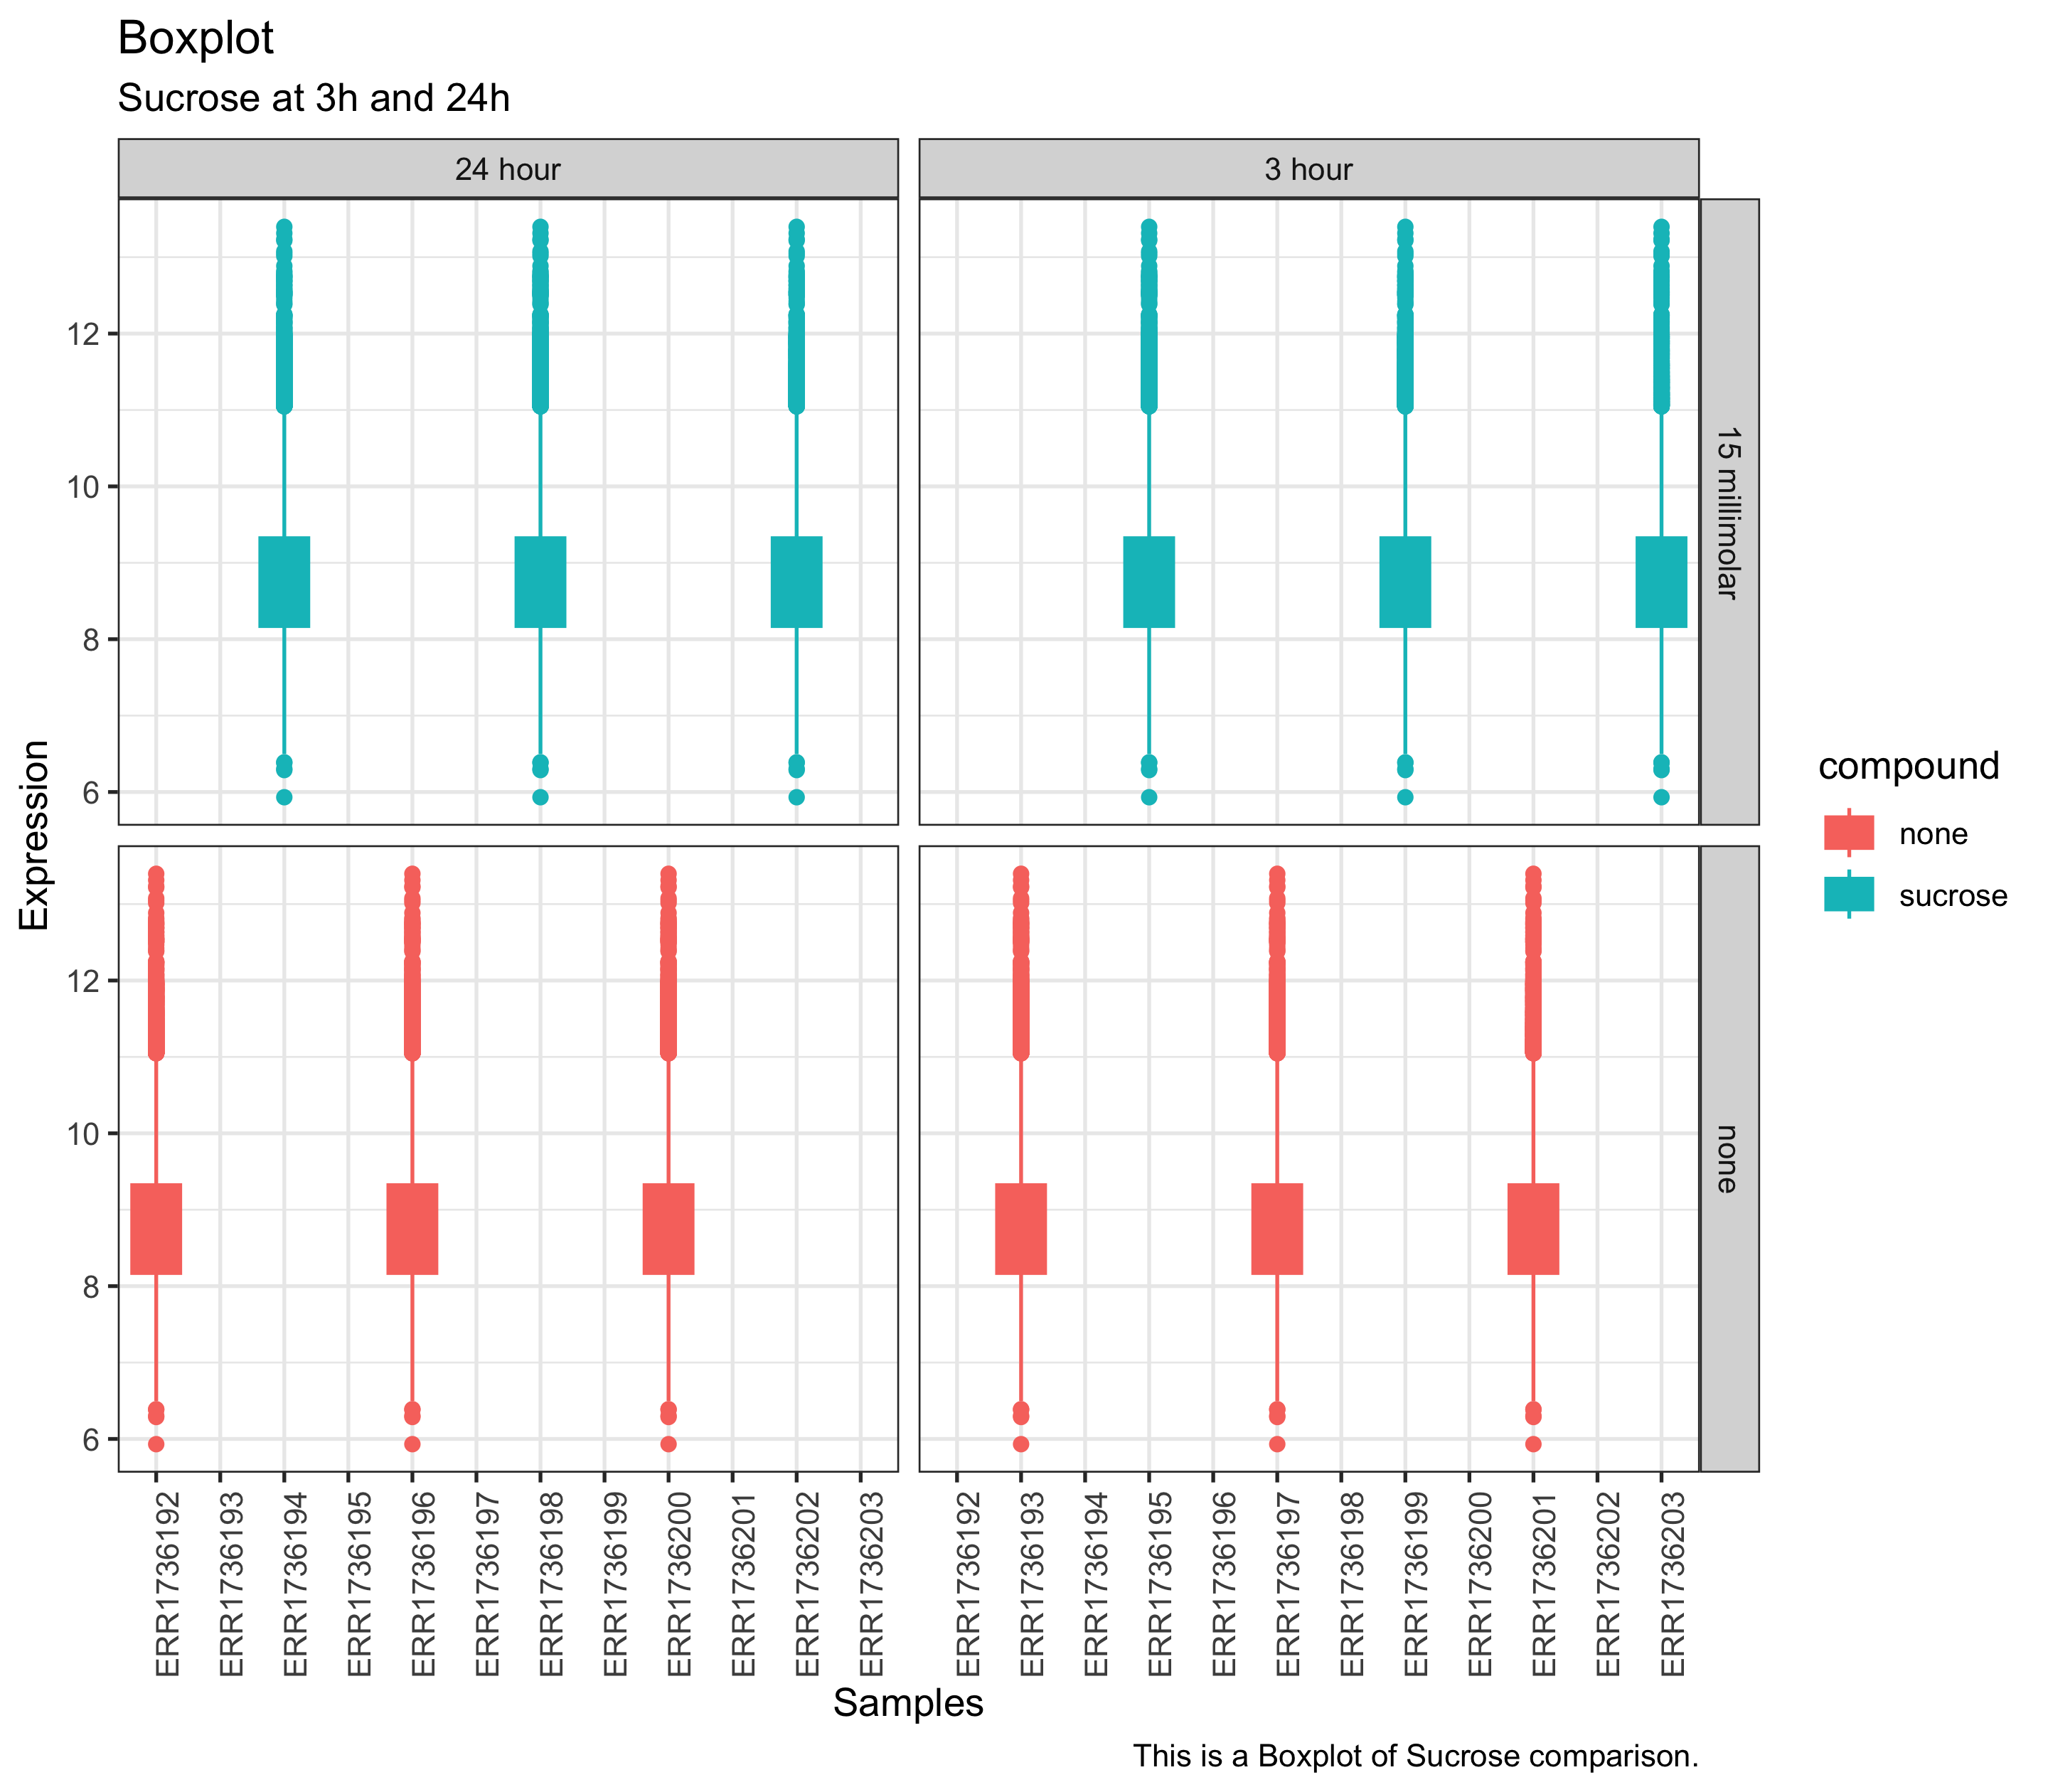 Boxplot
Sucrose at 3h and 24h
24 hour
3 hour
15 millimolar
none
Expression
12
10
8
6
12
10
8
6
ERR1736192
ERR1736193
ERR1736194
ERR1736195
ERR1736196
ERR1736197
ERR1736198
ERR1736199
ERR1736200
ERR1736201
ERR1736202
ERR1736203
ERR1736192
ERR1736193
ERR1736194
ERR1736195
ERR1736196
ERR1736197
ERR1736198
ERR1736199
ERR1736200
ERR1736201
ERR1736202
ERR1736203
Samples
compound
none
sucrose
This is a Boxplot of Sucrose comparison.